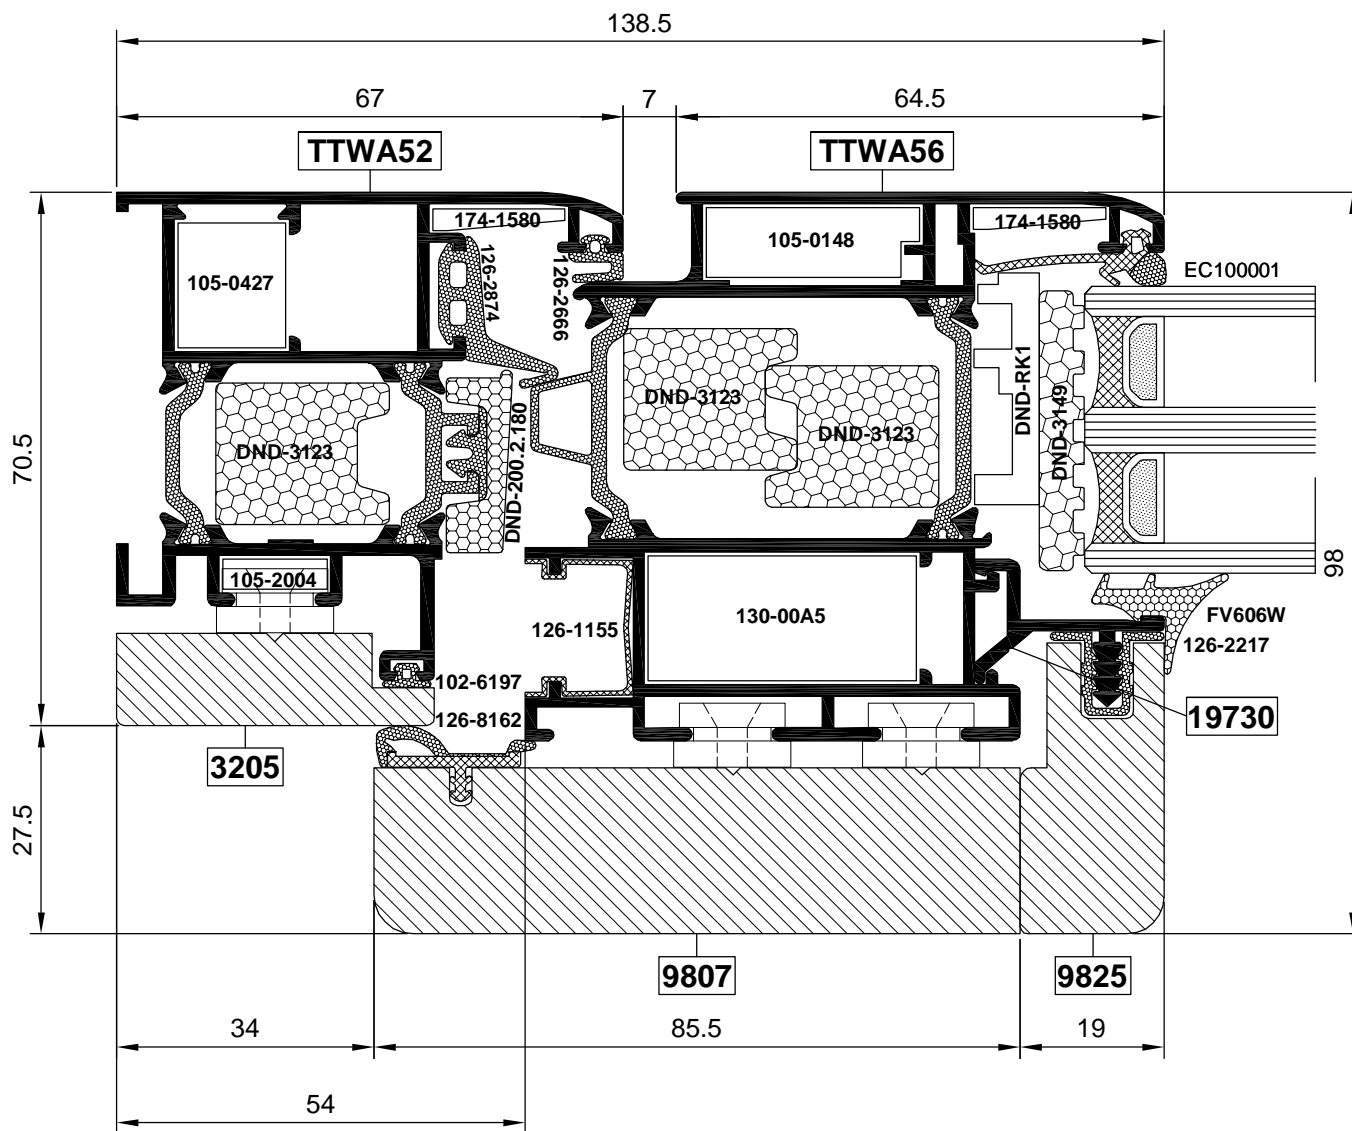 138.5
67
7
64.5
TTWA52
TTWA56
174-1580
174-1580
105-0148
105-0427
126-2874
126-2666
EC100001
DND-3123
DND-3123
DND-3123
DND-200.2.180
DND-RK1
DND-3149
70.5
98
105-2004
126-1155
130-00A5
FV606W
126-2217
102-6197
126-8162
19730
3205
27.5
9807
9825
34
85.5
19
54